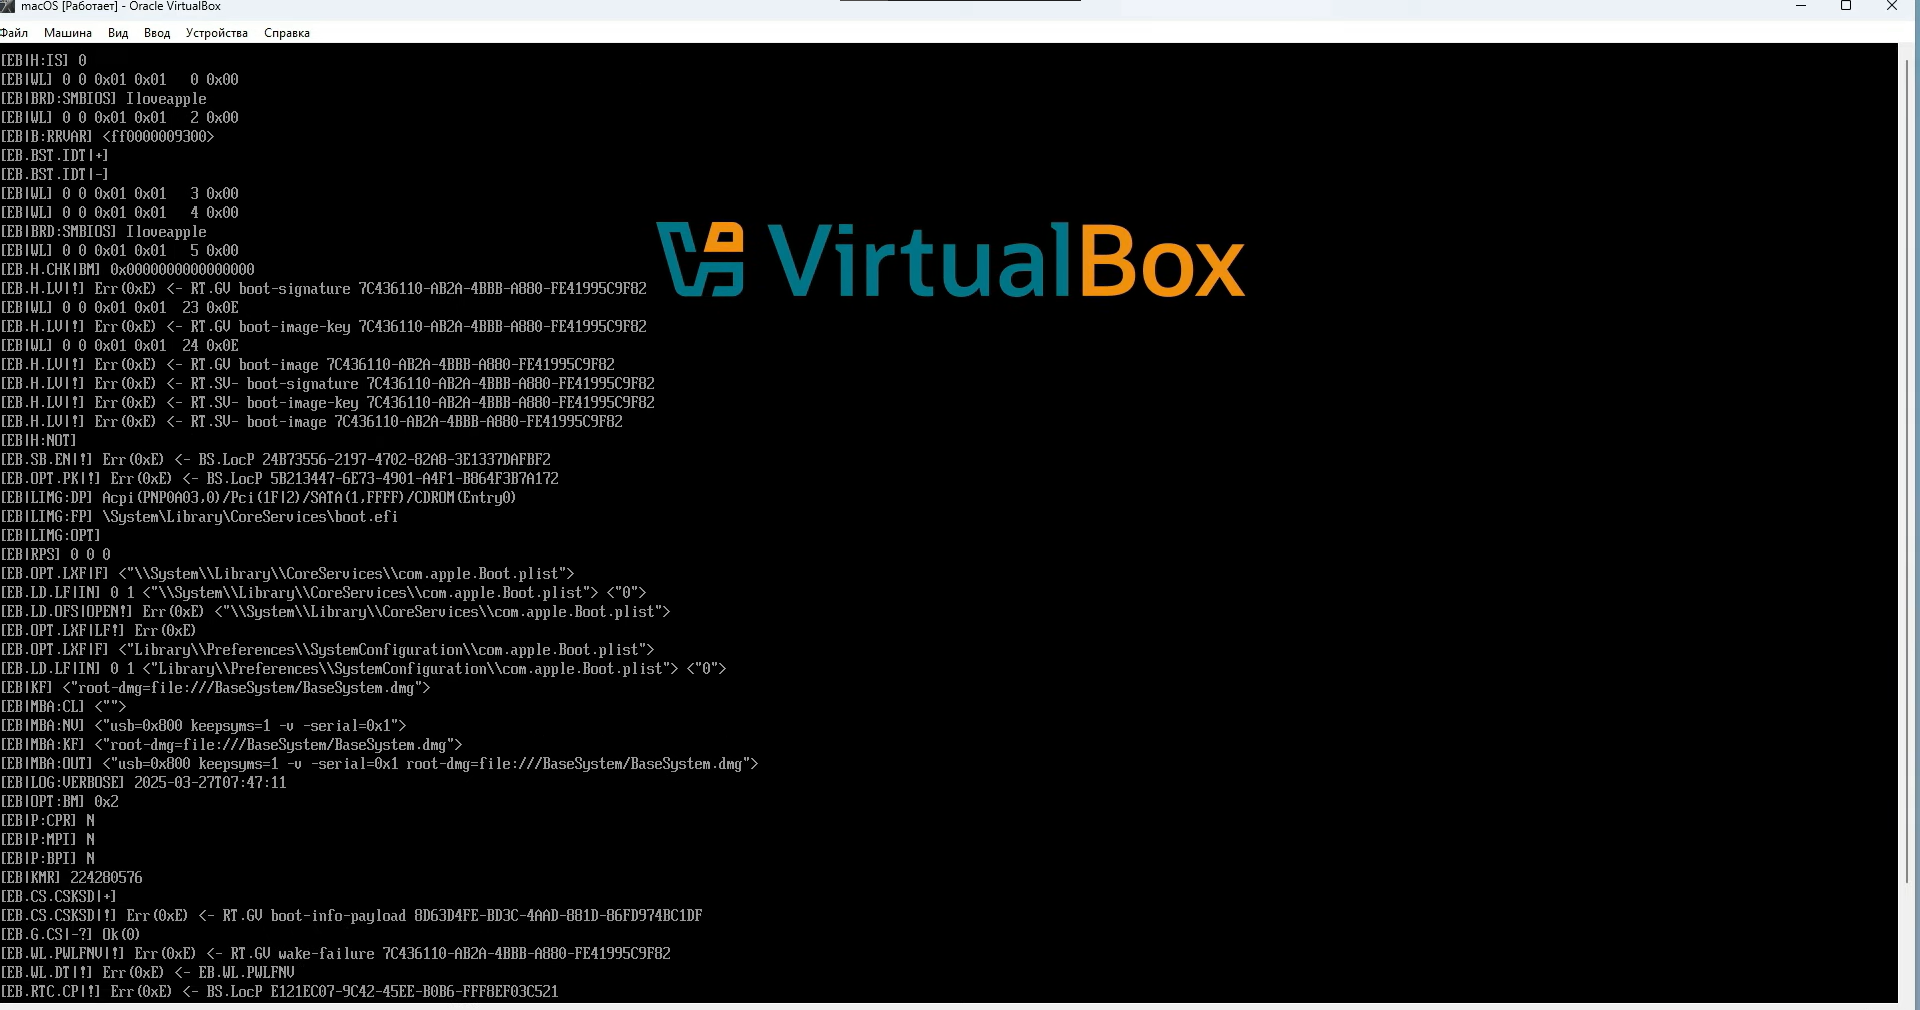 macOS [Работает] - Oracle VirtualBox
Файл Машина Вид Ввод Устройства Справка
[EB|H:IS] 0
[EB|WL] 0 0 0x01 0x01   0 0x00
[EB|BRD:SMBIOS] Iloveapple
[EB|WL] 0 0 0x01 0x01   2 0x00
[EB|B:RRVAR] <ff0000009300>
[EB.BST.IDT|+]
[EB.BST.IDT|-]
[EB|WL] 0 0 0x01 0x01   3 0x00
[EB|WL] 0 0 0x01 0x01   4 0x00
[EB|BRD:SMBIOS] Iloveapple
[EB|WL] 0 0 0x01 0x01   5 0x00
VirtualBox
[EB.H.CHK|BM] 0x0000000000000000
[EB.H.LV|!] Err(0xE) <- RT.GV boot-signature 7C436110-AB2A-4BBB-A880-FE41995C9F82
[EB|WL] 0 0 0x01 0x01  23 0x0E
[EB.H.LV|!] Err(0xE) <- RT.GV boot-image-key 7C436110-AB2A-4BBB-A880-FE41995C9F82
[EB|WL] 0 0 0x01 0x01  24 0x0E
[EB.H.LV|!] Err(0xE) <- RT.GV boot-image 7C436110-AB2A-4BBB-A880-FE41995C9F82
[EB.H.LV|!] Err(0xE) <- RT.SV- boot-signature 7C436110-AB2A-4BBB-A880-FE41995C9F82
[EB.H.LV|!] Err(0xE) <- RT.SV- boot-image-key 7C436110-AB2A-4BBB-A880-FE41995C9F82
[EB.H.LV|!] Err(0xE) <- RT.SV- boot-image 7C436110-AB2A-4BBB-A880-FE41995C9F82
[EB|H:NOT]
[EB.SB.EN|!] Err(0xE) <- BS.LocP 24B73556-2197-4702-82A8-3E1337DAFBF2
[EB.OPT.PK|!] Err(0xE) <- BS.LocP 5B213447-6E73-4901-A4F1-B864F3B7A172
[EB|LIMG:DP] Acpi(PNP0A03,0)/Pci(1F|2)/SATA(1,FFFF)/CDROM(Entry0)
[EB|LIMG:FP] \System\Library\CoreServices\boot.efi
[EB|LIMG:OPT]
[EB|RPS] 0 0 0
[EB.OPT.LXF|F] <"\\System\\Library\\CoreServices\\com.apple.Boot.plist">
[EB.LD.LF|IN] 0 1 <"\\System\\Library\\CoreServices\\com.apple.Boot.plist"> <"0">
[EB.LD.OFS|OPEN!] Err(0xE) <"\\System\\Library\\CoreServices\\com.apple.Boot.plist">
[EB.OPT.LXF|LF!] Err(0xE)
[EB.OPT.LXF|F] <"Library\\Preferences\\SystemConfiguration\\com.apple.Boot.plist">
[EB.LD.LF|IN] 0 1 <"Library\\Preferences\\SystemConfiguration\\com.apple.Boot.plist"> <"0">
[EB|KF] <"root-dmg=file:///BaseSystem/BaseSystem.dmg">
[EB|MBA:CL] <"">
[EB|MBA:NV] <"usb=0x800 keepsyms=1 -v -serial=0x1">
[EB|MBA:KF] <"root-dmg=file:///BaseSystem/BaseSystem.dmg">
[EB|MBA:OUT] <"usb=0x800 keepsyms=1 -v -serial=0x1 root-dmg=file:///BaseSystem/BaseSystem.dmg">
[EB|LOG:VERBOSE] 2025-03-27T07:47:11
[EB|OPT:BM] 0x2
[EB|P:CPR] N
[EB|P:MPI] N
[EB|P:BPI] N
[EB|KMR] 224280576
[EB.CS.CSKSD|+]
[EB.CS.CSKSD|!] Err(0xE) <- RT.GV boot-info-payload 8D63D4FE-BD3C-4AAD-881D-86FD974BC1DF
[EB.G.CS|-?] Ok(0)
[EB.WL.PWLFNV|!] Err(0xE) <- RT.GV wake-failure 7C436110-AB2A-4BBB-A880-FE41995C9F82
[EB.WL.DT|!] Err(0xE) <- EB.WL.PWLFNV
[EB.RTC.CP|!] Err(0xE) <- BS.LocP E121EC07-9C42-45EE-B0B6-FFF8EF03C521